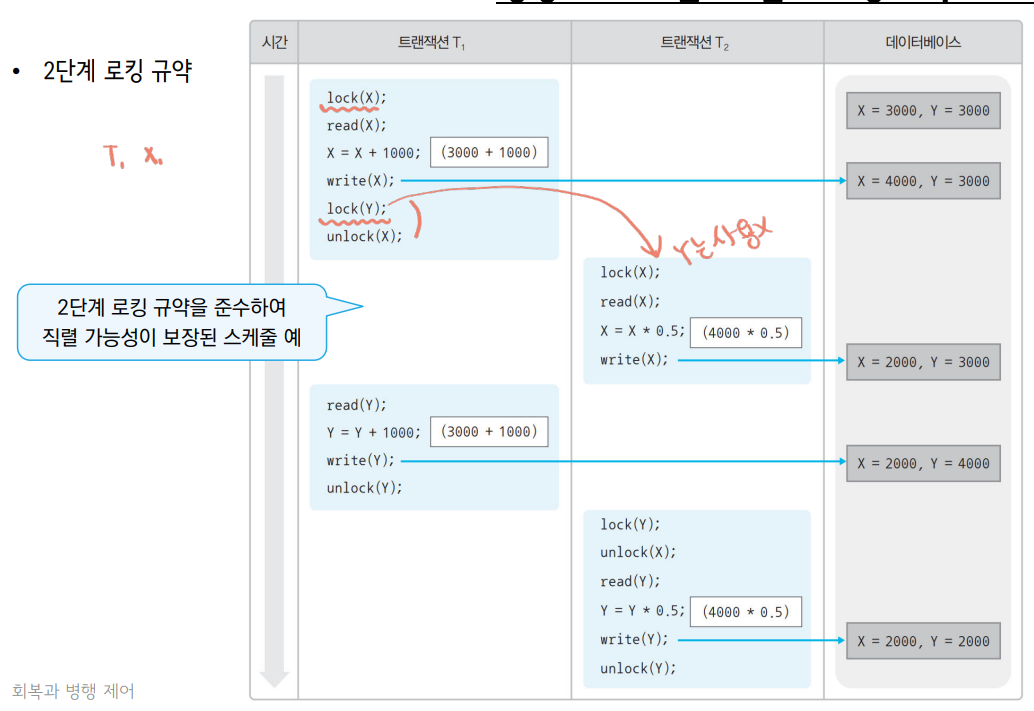 • 2단계 로킹 규약
T₁ X.
시간 트랜잭션 T₁ 트랜잭션 T₂ 데이터베이스
X = 3000, Y = 3000
lock(X);
read(X);
X = X + 1000; (3000 + 1000)
write(X);
X = 4000, Y = 3000
lock(Y);
unlock(X);
Y는 사용X
lock(X);
read(X);
X = X * 0.5; (4000 * 0.5)
write(X);
X = 2000, Y = 3000
2단계 로킹 규약을 준수하여
직렬 가능성이 보장된 스케줄 예
read(Y);
Y = Y + 1000; (3000 + 1000)
write(Y);
X = 2000, Y = 4000
unlock(Y);
lock(Y);
unlock(X);
read(Y);
Y = Y * 0.5; (4000 * 0.5)
write(Y);
X = 2000, Y = 2000
unlock(Y);
회복과 병행 제어